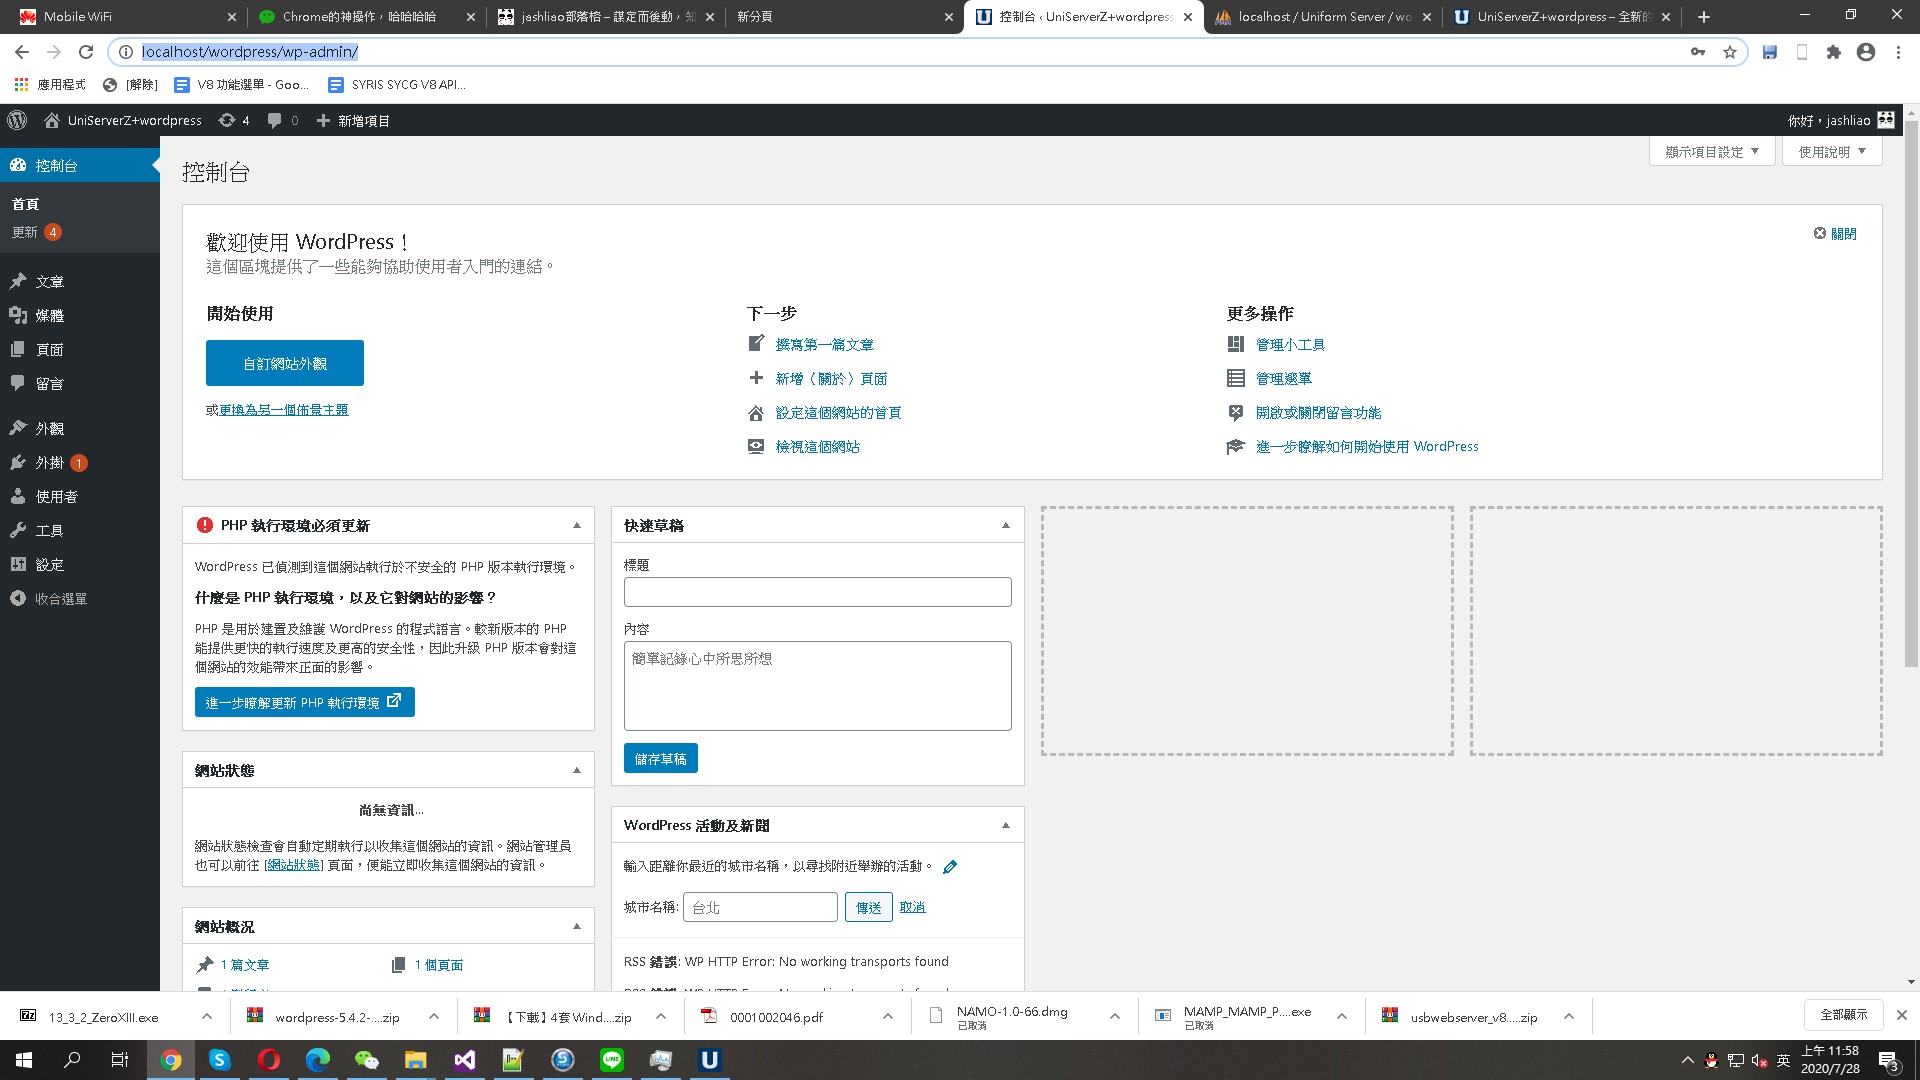 Mobile WiFi
Chrome的神操作，哈哈哈哈
jashliao部落格 – 謀定而後動，知
新分頁
控制台 ‹ UniServerZ+wordpress
localhost / Uniform Server / wo
UniServerZ+wordpress – 全新的
localhost/wordpress/wp-admin/
應用程式
[解除]
V8 功能選單 - Goo...
SYRIS SYCG V8 API...
UniServerZ+wordpress
4
0
新增項目
你好，jashliao
控制台
首頁
更新 4
文章
媒體
頁面
留言
外觀
外掛 1
使用者
工具
設定
收合選單
控制台
顯示項目設定
使用說明
歡迎使用 WordPress！
這個區塊提供了一些能夠協助使用者入門的連結。
關閉
開始使用
自訂網站外觀
或更換為另一個佈景主題
下一步
撰寫第一篇文章
新增〈關於〉頁面
設定這個網站的首頁
檢視這個網站
更多操作
管理小工具
管理選單
開啟或關閉留言功能
進一步瞭解如何開始使用 WordPress
PHP 執行環境必須更新
WordPress 已偵測到這個網站執行於不安全的 PHP 版本執行環境。
什麼是 PHP 執行環境，以及它對網站的影響？
PHP 是用於建置及維護 WordPress 的程式語言。較新版本的 PHP
能提供更快的執行速度及更高的安全性，因此升級 PHP 版本會對這
個網站的效能帶來正面的影響。
進一步瞭解更新 PHP 執行環境
網站狀態
尚無資訊...
網站狀態檢查會自動定期執行以收集這個網站的資訊。網站管理員
也可以前往 [網站狀態] 頁面，便能立即收集這個網站的資訊。
網站概況
1 篇文章
1 個頁面
快速草稿
標題
內容
簡單記錄心中所思所想
儲存草稿
WordPress 活動及新聞
輸入距離你最近的城市名稱，以尋找附近舉辦的活動。
城市名稱: 台北 傳送 取消
RSS 錯誤: WP HTTP Error: No working transports found
13_3_2_ZeroXIII.exe
wordpress-5.4.2-....zip
【下載】4套Wind....zip
0001002046.pdf
NAMO-1.0-66.dmg
已取消
MAMP_MAMP_P....exe
已取消
usbwebserver_v8.....zip
全部顯示
英
上午 11:58
2020/7/28
3